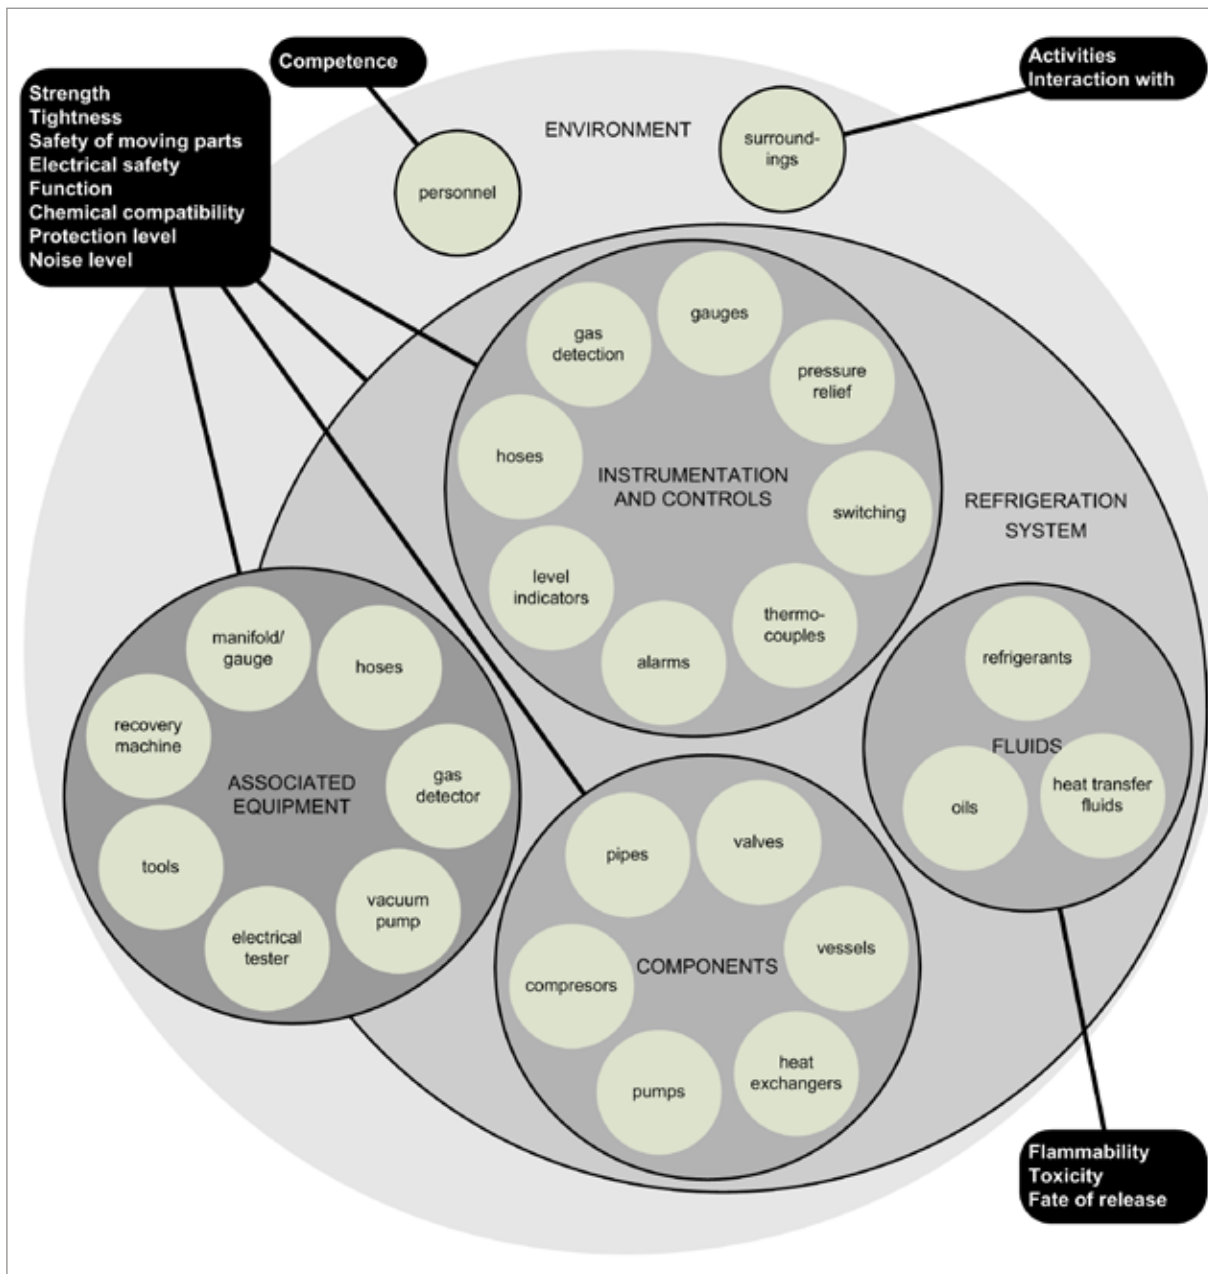 Competence
Activities
Interaction with
Strength
Tightness
Safety of moving parts
Electrical safety
Function
Chemical compatibility
Protection level
Noise level
ENVIRONMENT
surround-
ings
personnel
gauges
gas
detection
pressure
relief
hoses
INSTRUMENTATION
AND CONTROLS
switching
level
indicators
thermo-
couples
alarms
REFRIGERATION
SYSTEM
refrigerants
FLUIDS
oils
heat transfer
fluids
manifold/
gauge
hoses
recovery
machine
ASSOCIATED
EQUIPMENT
gas
detector
tools
vacuum
pump
electrical
tester
pipes
valves
vessels
COMPONENTS
compresors
pumps
heat
exchangers
Flammability
Toxicity
Fate of release